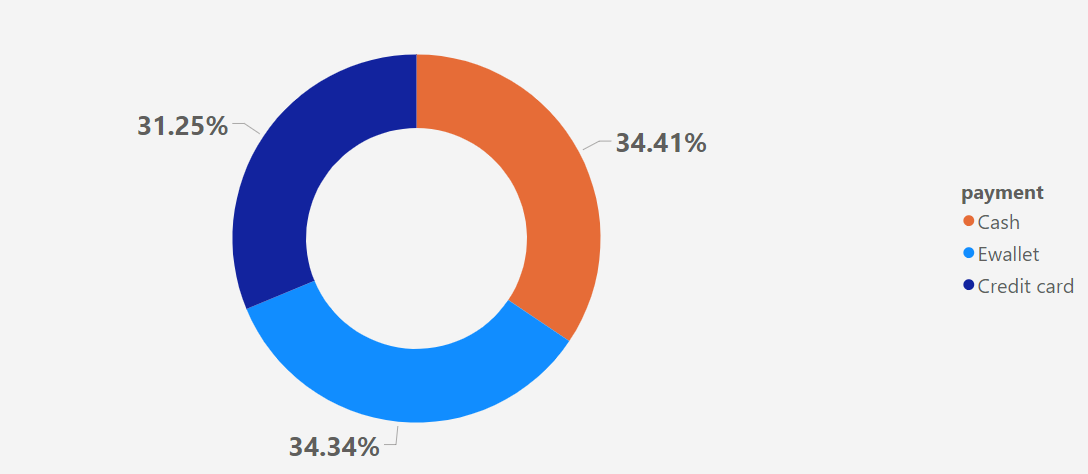 31.25%
34.41%
34.34%
payment
Cash
Ewallet
Credit card